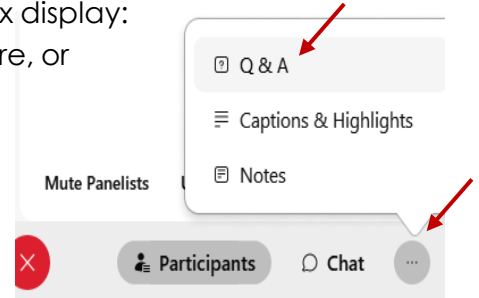 x display:
re, or
Q & A
Captions & Highlights
Notes
Mute Panelists
Participants
Chat